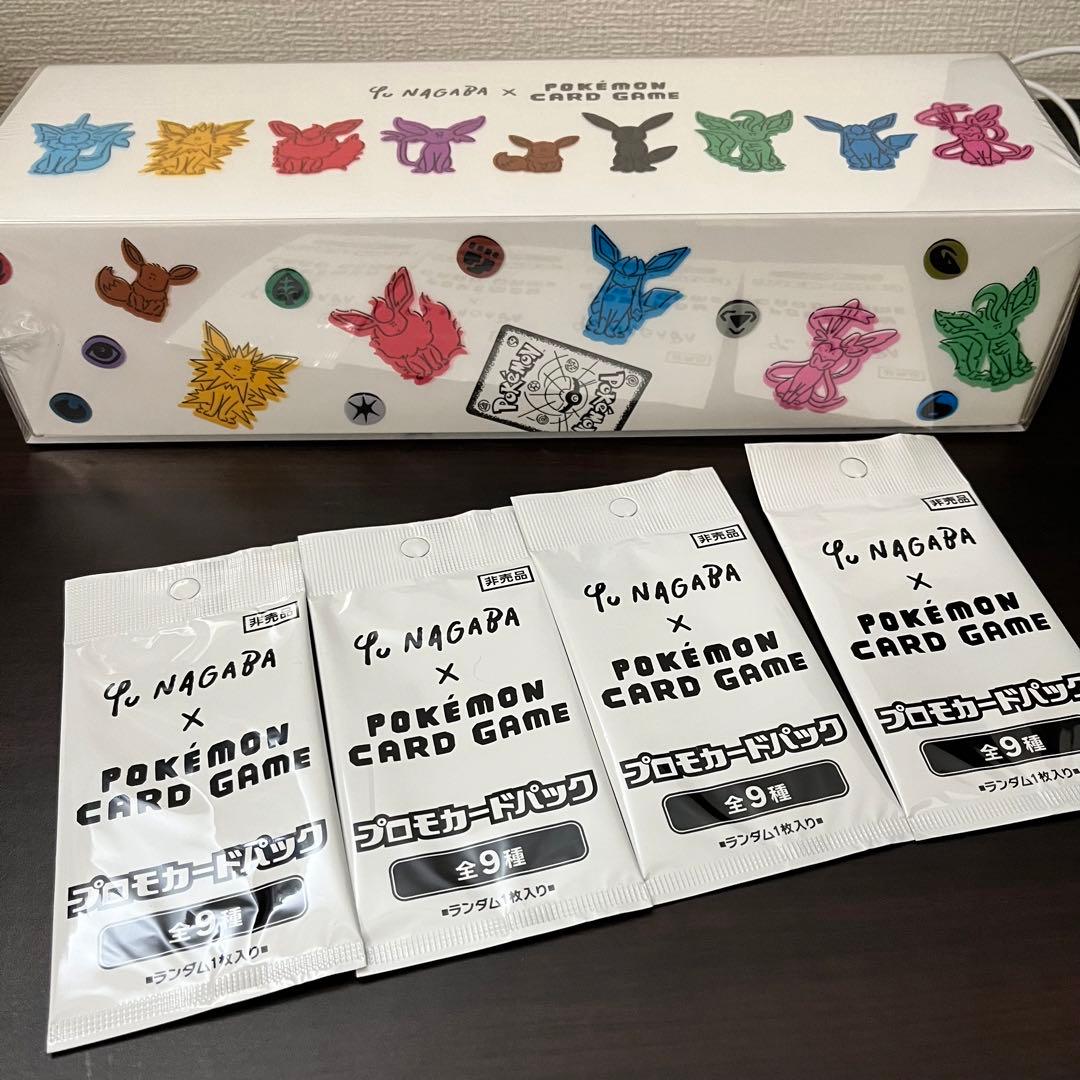 Yu NAGABA × POKÉMON
CARD GAME
POKéMON
POKéMON
非売品
Yu NAGABA
×
POKÉMON
CARD GAME
プロモカードパック
全9種
■ランダム1枚入り■
非売品
Yu NAGABA
×
POKÉMON
CARD GAME
プロモカードパック
全9種
■ランダム1枚入り■
非売品
Yu NAGABA
×
POKÉMON
CARD GAME
プロモカードパック
全9種
■ランダム1枚入り■
非売品
Yu NAGABA
×
POKÉMON
CARD GAME
プロモカードパック
全9種
■ランダム1枚入り